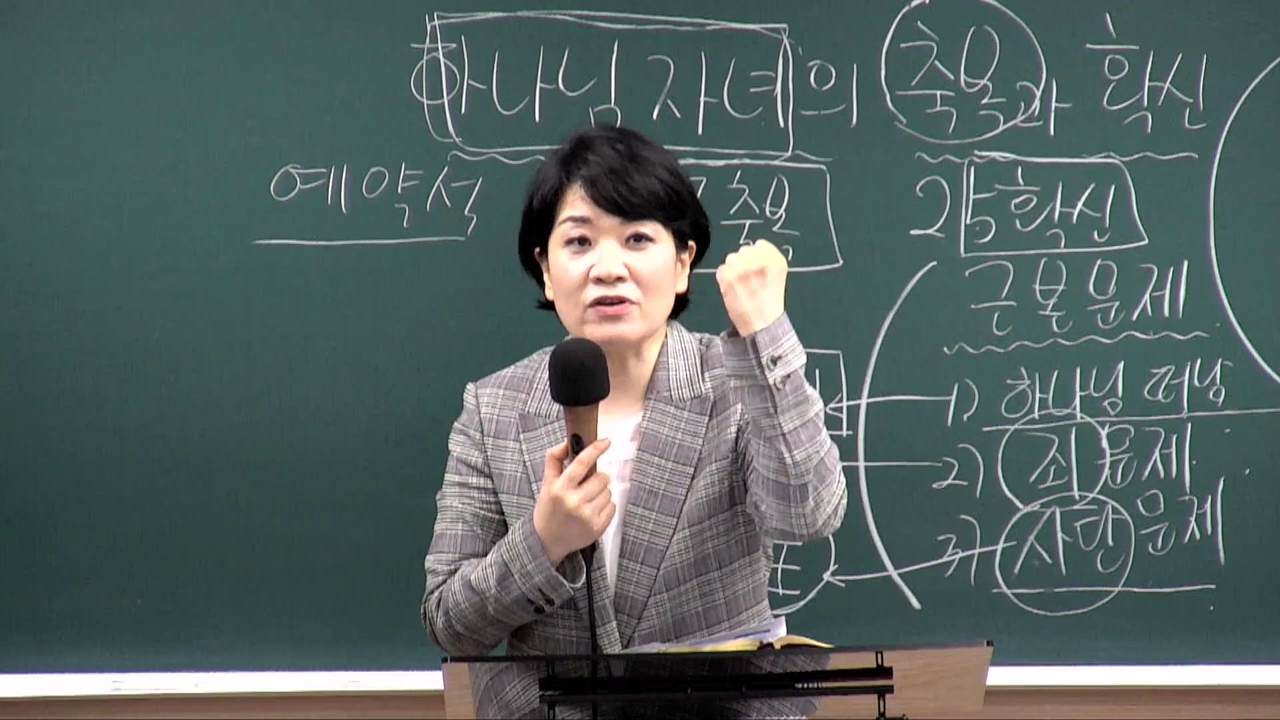 하나님 자녀의 축복과 확신
예약석
축복
2) 5확신
근본문제
1) 하나님 떠남
2) 죄문제
3) 사단문제